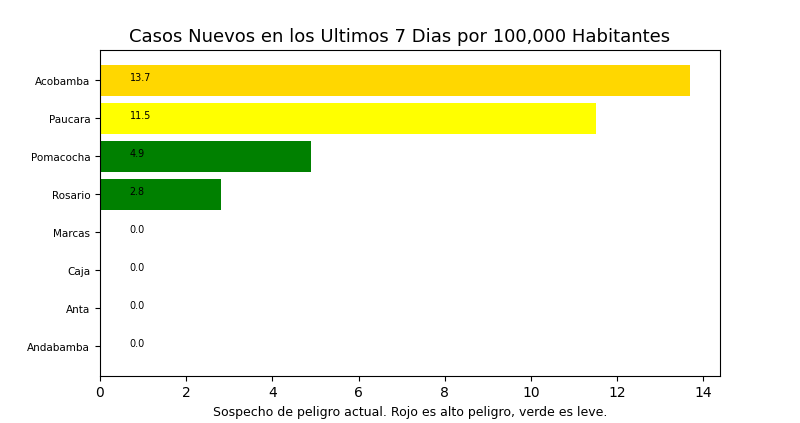 Casos Nuevos en los Ultimos 7 Dias por 100,000 Habitantes
Acobamba 13.7
Paucara 11.5
Pomacocha 4.9
Rosario 2.8
Marcas 0.0
Caja 0.0
Anta 0.0
Andabamba 0.0
0 2 4 6 8 10 12 14
Sospecho de peligro actual. Rojo es alto peligro, verde es leve.